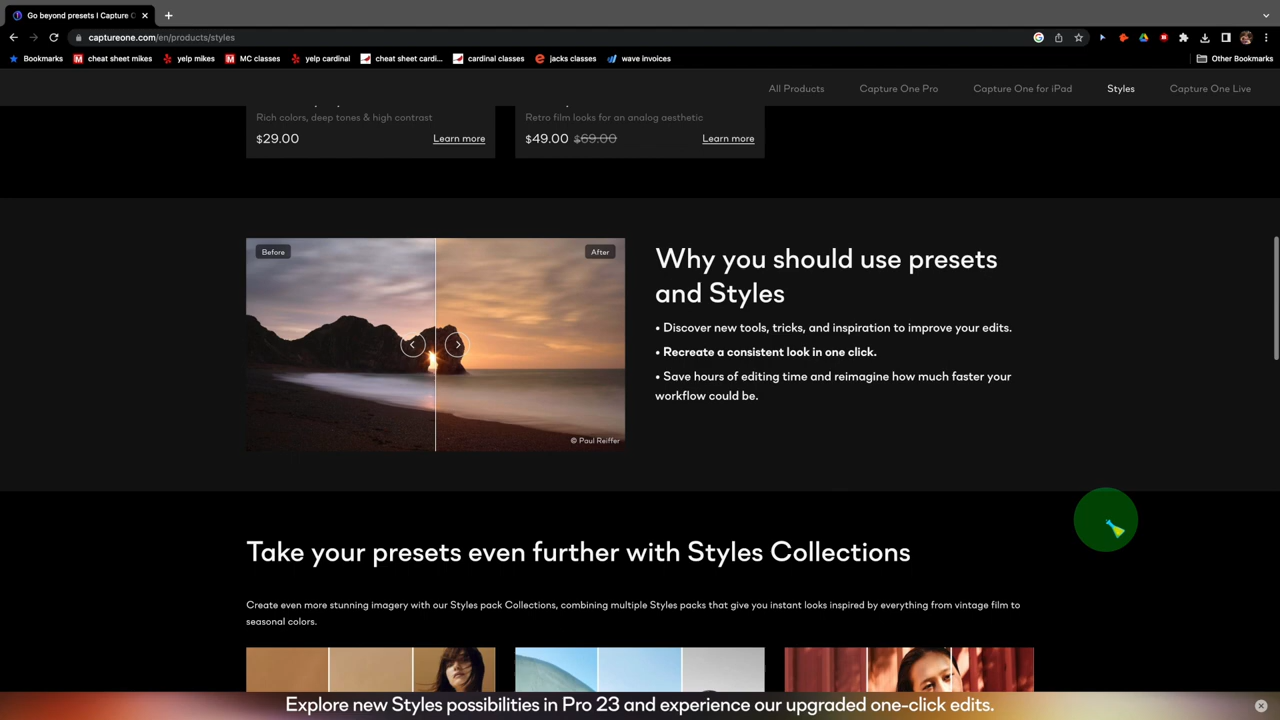 Go beyond presets I Capture O
captureone.com/en/products/styles
Bookmarks
cheat sheet mikes
yelp mikes
MC classes
yelp cardinal
cheat sheet cardi...
cardinal classes
jacks classes
wave invoices
Other Bookmarks
All Products
Capture One Pro
Capture One for iPad
Styles
Capture One Live
Rich colors, deep tones & high contrast
$29.00 Learn more
Retro film looks for an analog aesthetic
$49.00 $69.00 Learn more
Before
After
© Paul Reiffer
Why you should use presets
and Styles
• Discover new tools, tricks, and inspiration to improve your edits.
• Recreate a consistent look in one click.
• Save hours of editing time and reimagine how much faster your
workflow could be.
Take your presets even further with Styles Collections
Create even more stunning imagery with our Styles pack Collections, combining multiple Styles packs that give you instant looks inspired by everything from vintage film to
seasonal colors.
Explore new Styles possibilities in Pro 23 and experience our upgraded one-click edits.